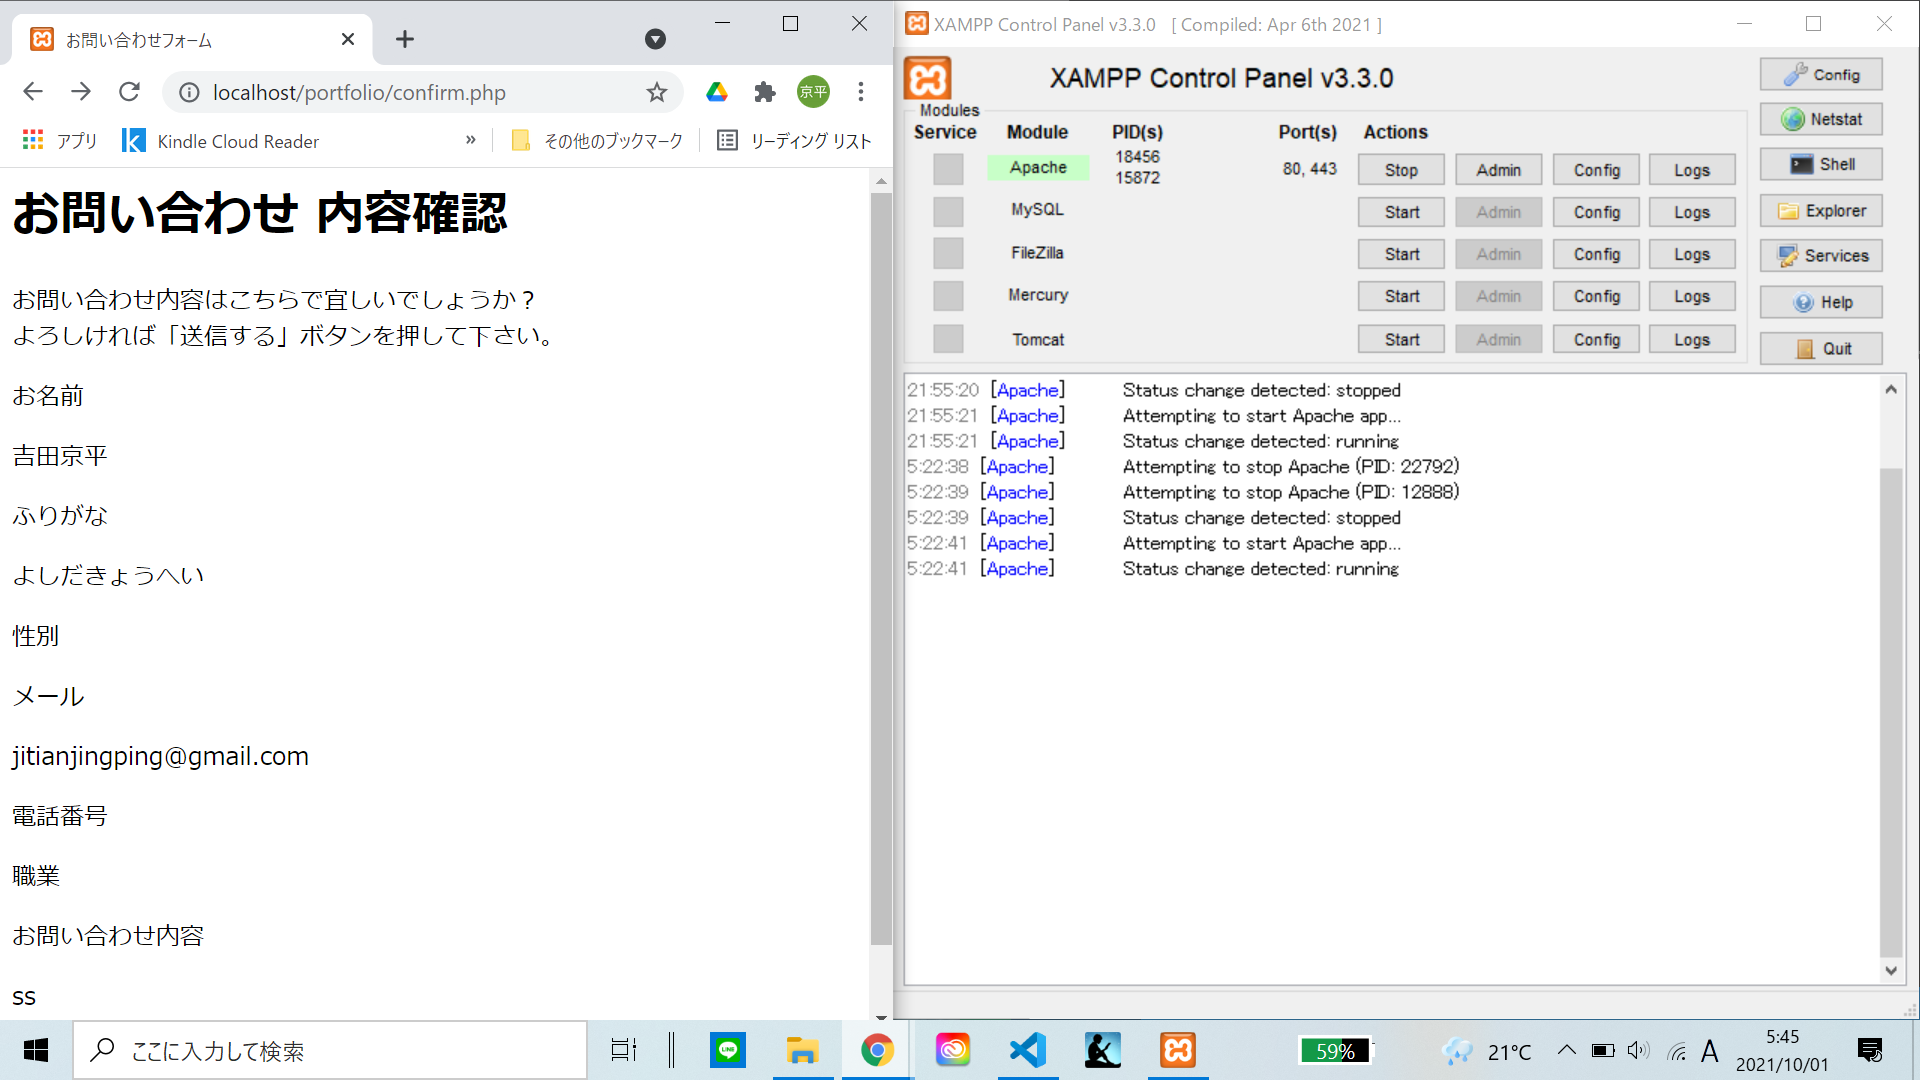 お問い合わせフォーム
localhost/portfolio/confirm.php
京平
アプリ
Kindle Cloud Reader
»
その他のブックマーク
リーディング リスト
お問い合わせ 内容確認
お問い合わせ内容はこちらで宜しいでしょうか？
よろしければ「送信する」ボタンを押して下さい。
お名前
吉田京平
ふりがな
よしだきょうへい
性別
メール
jitianjingping@gmail.com
電話番号
職業
お問い合わせ内容
ss
XAMPP Control Panel v3.3.0 [ Compiled: Apr 6th 2021 ]
XAMPP Control Panel v3.3.0
Modules
Service Module PID(s) Port(s) Actions
Apache 18456 15872 80, 443 Stop Admin Config Logs
MySQL Start Admin Config Logs
FileZilla Start Admin Config Logs
Mercury Start Admin Config Logs
Tomcat Start Admin Config Logs
Config
Netstat
Shell
Explorer
Services
Help
Quit
21:55:20 [Apache] Status change detected: stopped
21:55:21 [Apache] Attempting to start Apache app...
21:55:21 [Apache] Status change detected: running
5:22:38 [Apache] Attempting to stop Apache (PID: 22792)
5:22:39 [Apache] Attempting to stop Apache (PID: 12888)
5:22:39 [Apache] Status change detected: stopped
5:22:41 [Apache] Attempting to start Apache app...
5:22:41 [Apache] Status change detected: running
ここに入力して検索
LINE
59%
21°C
A
5:45
2021/10/01